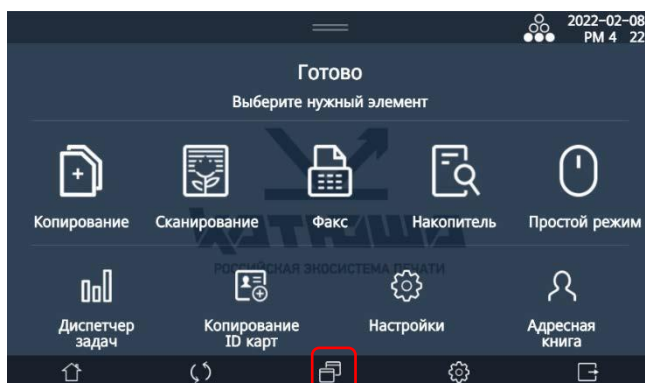 2022-02-08
PM 4 22
Готово
Выберите нужный элемент
Копирование
Сканирование
Факс
Накопитель
Простой режим
КАТЮША
РОССИЙСКАЯ ЭКОСИСТЕМА ПЕЧАТИ
Диспетчер
задач
Копирование
ID карт
Настройки
Адресная
книга